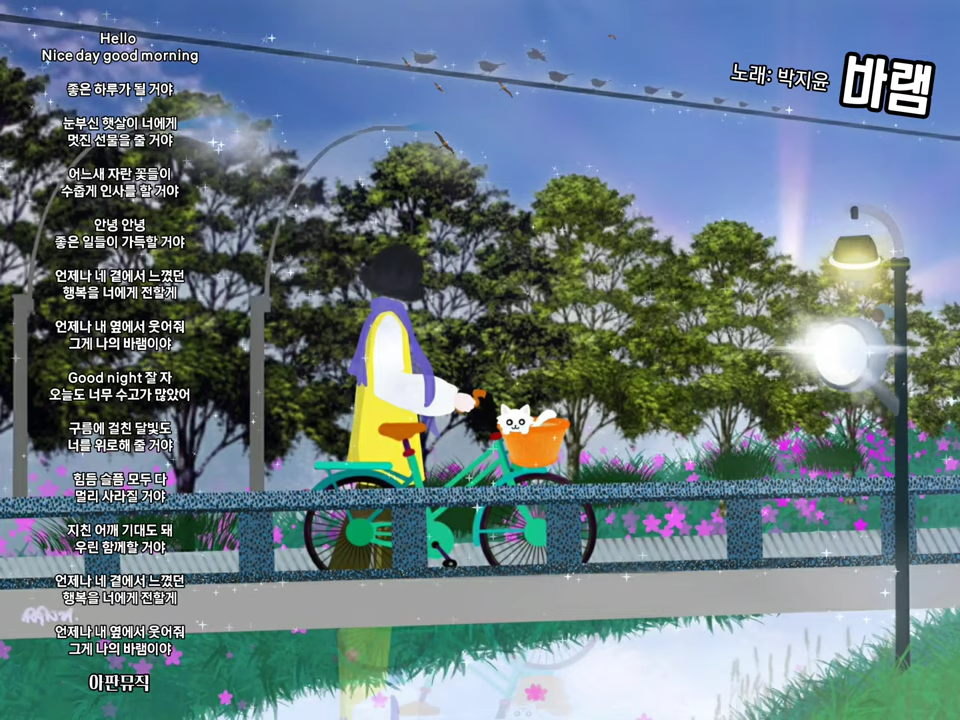 Hello
Nice day good morning
좋은 하루가 될 거야
눈부신 햇살이 너에게
멋진 선물을 줄 거야
어느새 자란 꽃들이
수줍게 인사를 할 거야
안녕 안녕
좋은 일들이 가득할 거야
언제나 네 곁에서 느꼈던
행복을 너에게 전할게
언제나 내 옆에서 웃어줘
그게 나의 바램이야
Good night 잘 자
오늘도 너무 수고가 많았어
구름에 걸친 달빛도
너를 위로해 줄 거야
힘듬 슬픔 모두 다
멀리 사라질 거야
지친 어깨 기대도 돼
우린 함께할 거야
언제나 네 곁에서 느꼈던
행복을 너에게 전할게
언제나 내 옆에서 웃어줘
그게 나의 바램이야
아판뮤직
노래: 박지윤
바램